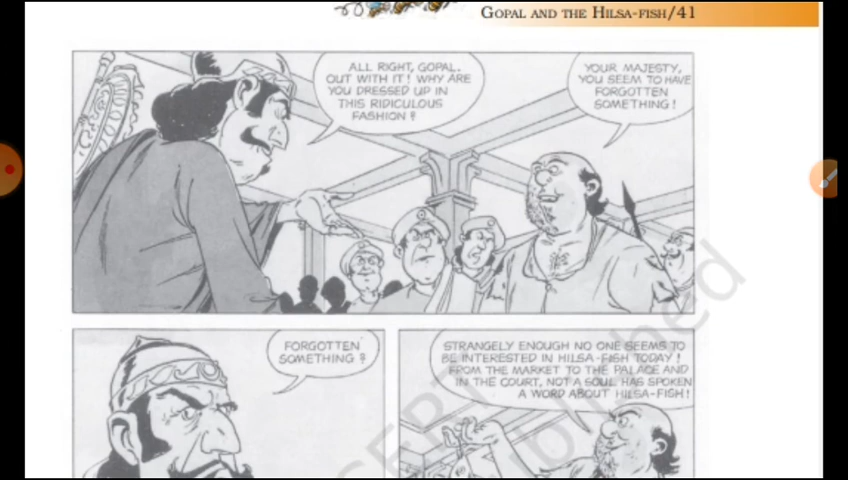 GOPAL AND THE HILSA-FISH/41
ALL RIGHT, GOPAL.
OUT WITH IT! WHY ARE
YOU DRESSED UP IN
THIS RIDICULOUS
FASHION?
YOUR MAJESTY,
YOU SEEM TO HAVE
FORGOTTEN
SOMETHING!
FORGOTTEN
SOMETHING?
STRANGELY ENOUGH NO ONE SEEMS TO
BE INTERESTED IN HILSA-FISH TODAY!
FROM THE MARKET TO THE PALACE AND
IN THE COURT, NOT A SOUL HAS SPOKEN
A WORD ABOUT HILSA-FISH!